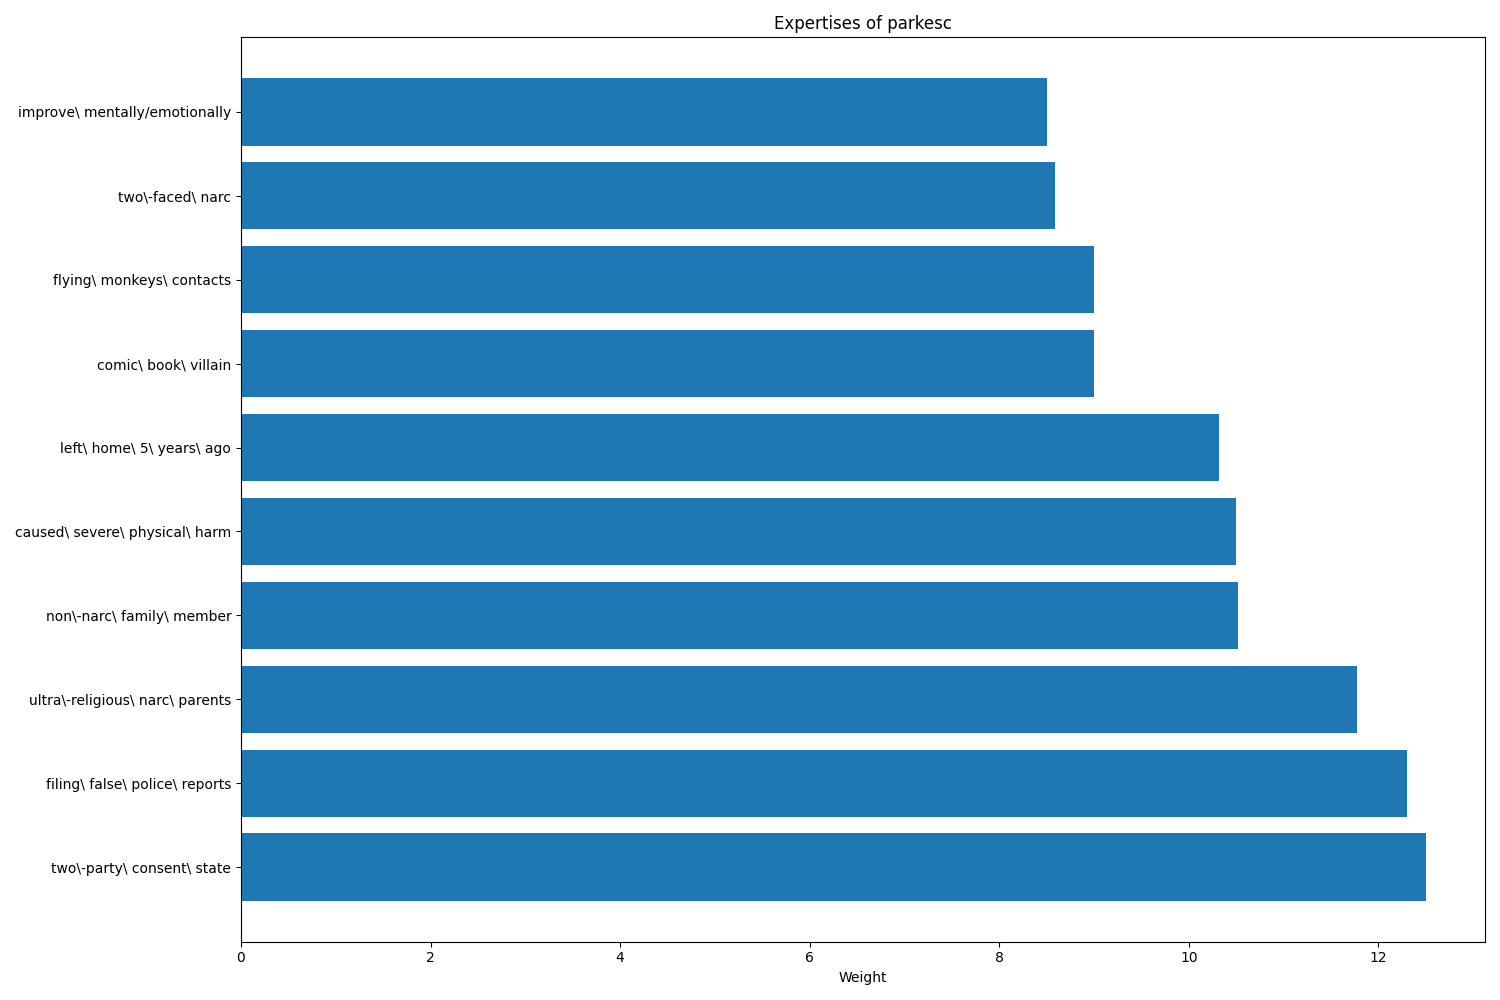 Expertises of parkesc
improve\ mentally/emotionally
two\-faced\ narc
flying\ monkeys\ contacts
comic\ book\ villain
left\ home\ 5\ years\ ago
caused\ severe\ physical\ harm
non\-narc\ family\ member
ultra\-religious\ narc\ parents
filing\ false\ police\ reports
two\-party\ consent\ state
0 2 4 6 8 10 12
Weight